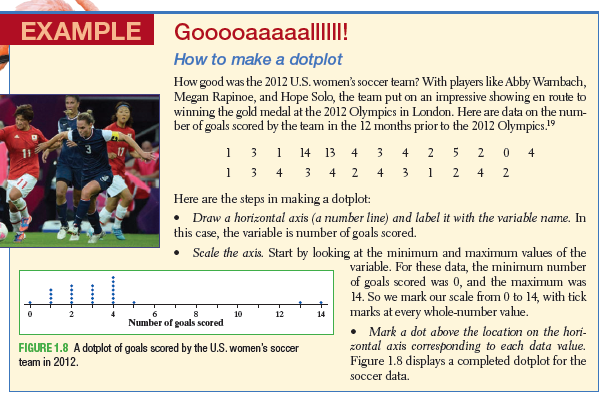 EXAMPLE
Gooooaaaaallllll!
How to make a dotplot
How good was the 2012 U.S. women's soccer team? With players like Abby Wambach,
Megan Rapinoe, and Hope Solo, the team put on an impressive showing en route to
winning the gold medal at the 2012 Olympics in London. Here are data on the num-
ber of goals scored by the team in the 12 months prior to the 2012 Olympics.19
1 3 1 14 13 4 3 4 2 5 2 0 4
1 3 4 3 4 2 4 3 1 2 4 2
Here are the steps in making a dotplot:
• Draw a horizontal axis (a number line) and label it with the variable name. In
this case, the variable is number of goals scored.
• Scale the axis. Start by looking at the minimum and maximum values of the
variable. For these data, the minimum number
of goals scored was 0, and the maximum was
14. So we mark our scale from 0 to 14, with tick
marks at every whole-number value.
• Mark a dot above the location on the hori-
zontal axis corresponding to each data value.
Figure 1.8 displays a completed dotplot for the
soccer data.
11
3
17
0 2 4 6 8 10 12 14
Number of goals scored
FIGURE 1.8 A dotplot of goals scored by the U.S. women's soccer
team in 2012.